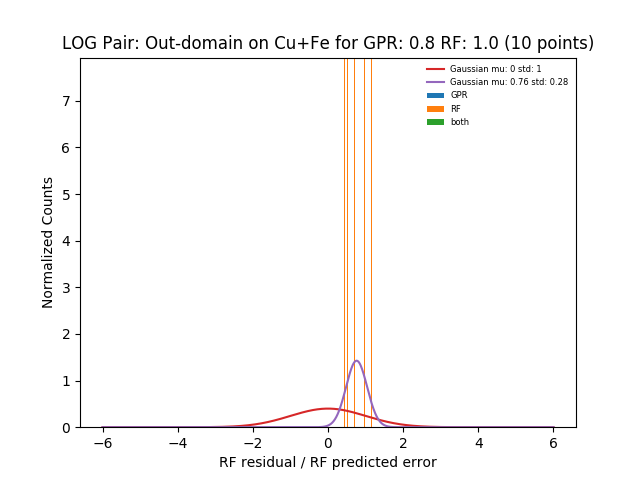 LOG Pair: Out-domain on Cu+Fe for GPR: 0.8 RF: 1.0 (10 points)
Gaussian mu: 0 std: 1
Gaussian mu: 0.76 std: 0.28
GPR
RF
both
Normalized Counts
7
6
5
4
3
2
1
0
−6 −4 −2 0 2 4 6
RF residual / RF predicted error